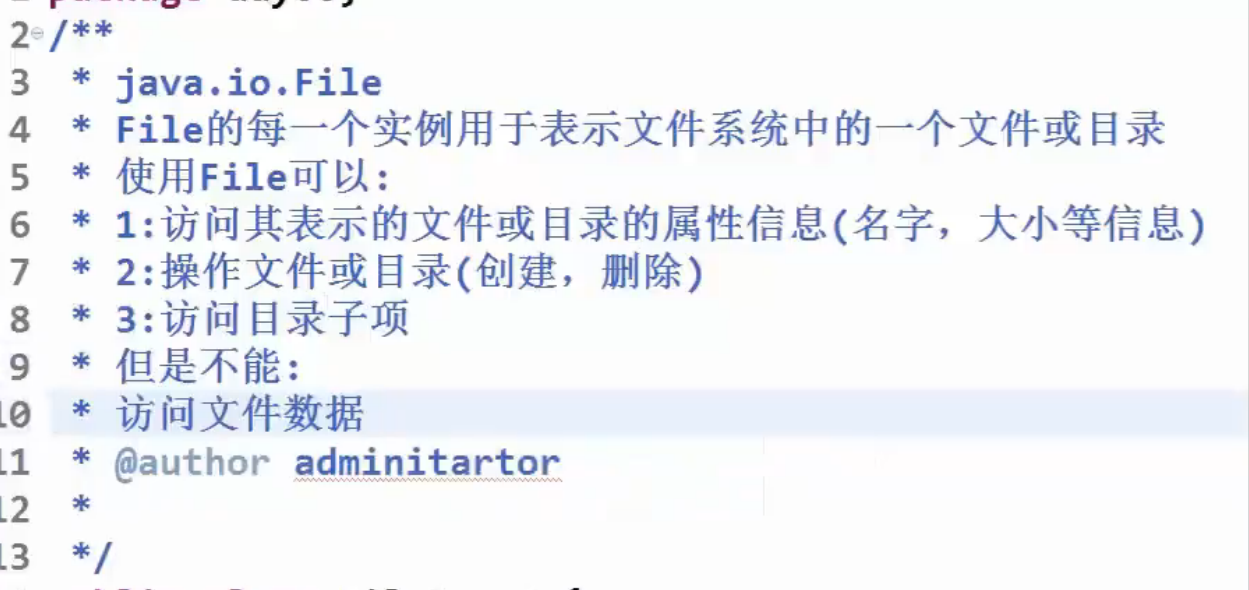 2 /**
3 * java.io.File
4 * File的每一个实例用于表示文件系统中的一个文件或目录
5 * 使用File可以:
6 * 1:访问其表示的文件或目录的属性信息(名字，大小等信息)
7 * 2:操作文件或目录(创建，删除)
8 * 3:访问目录子项
9 * 但是不能:
10 * 访问文件数据
11 * @author adminitartor
12 *
13 */